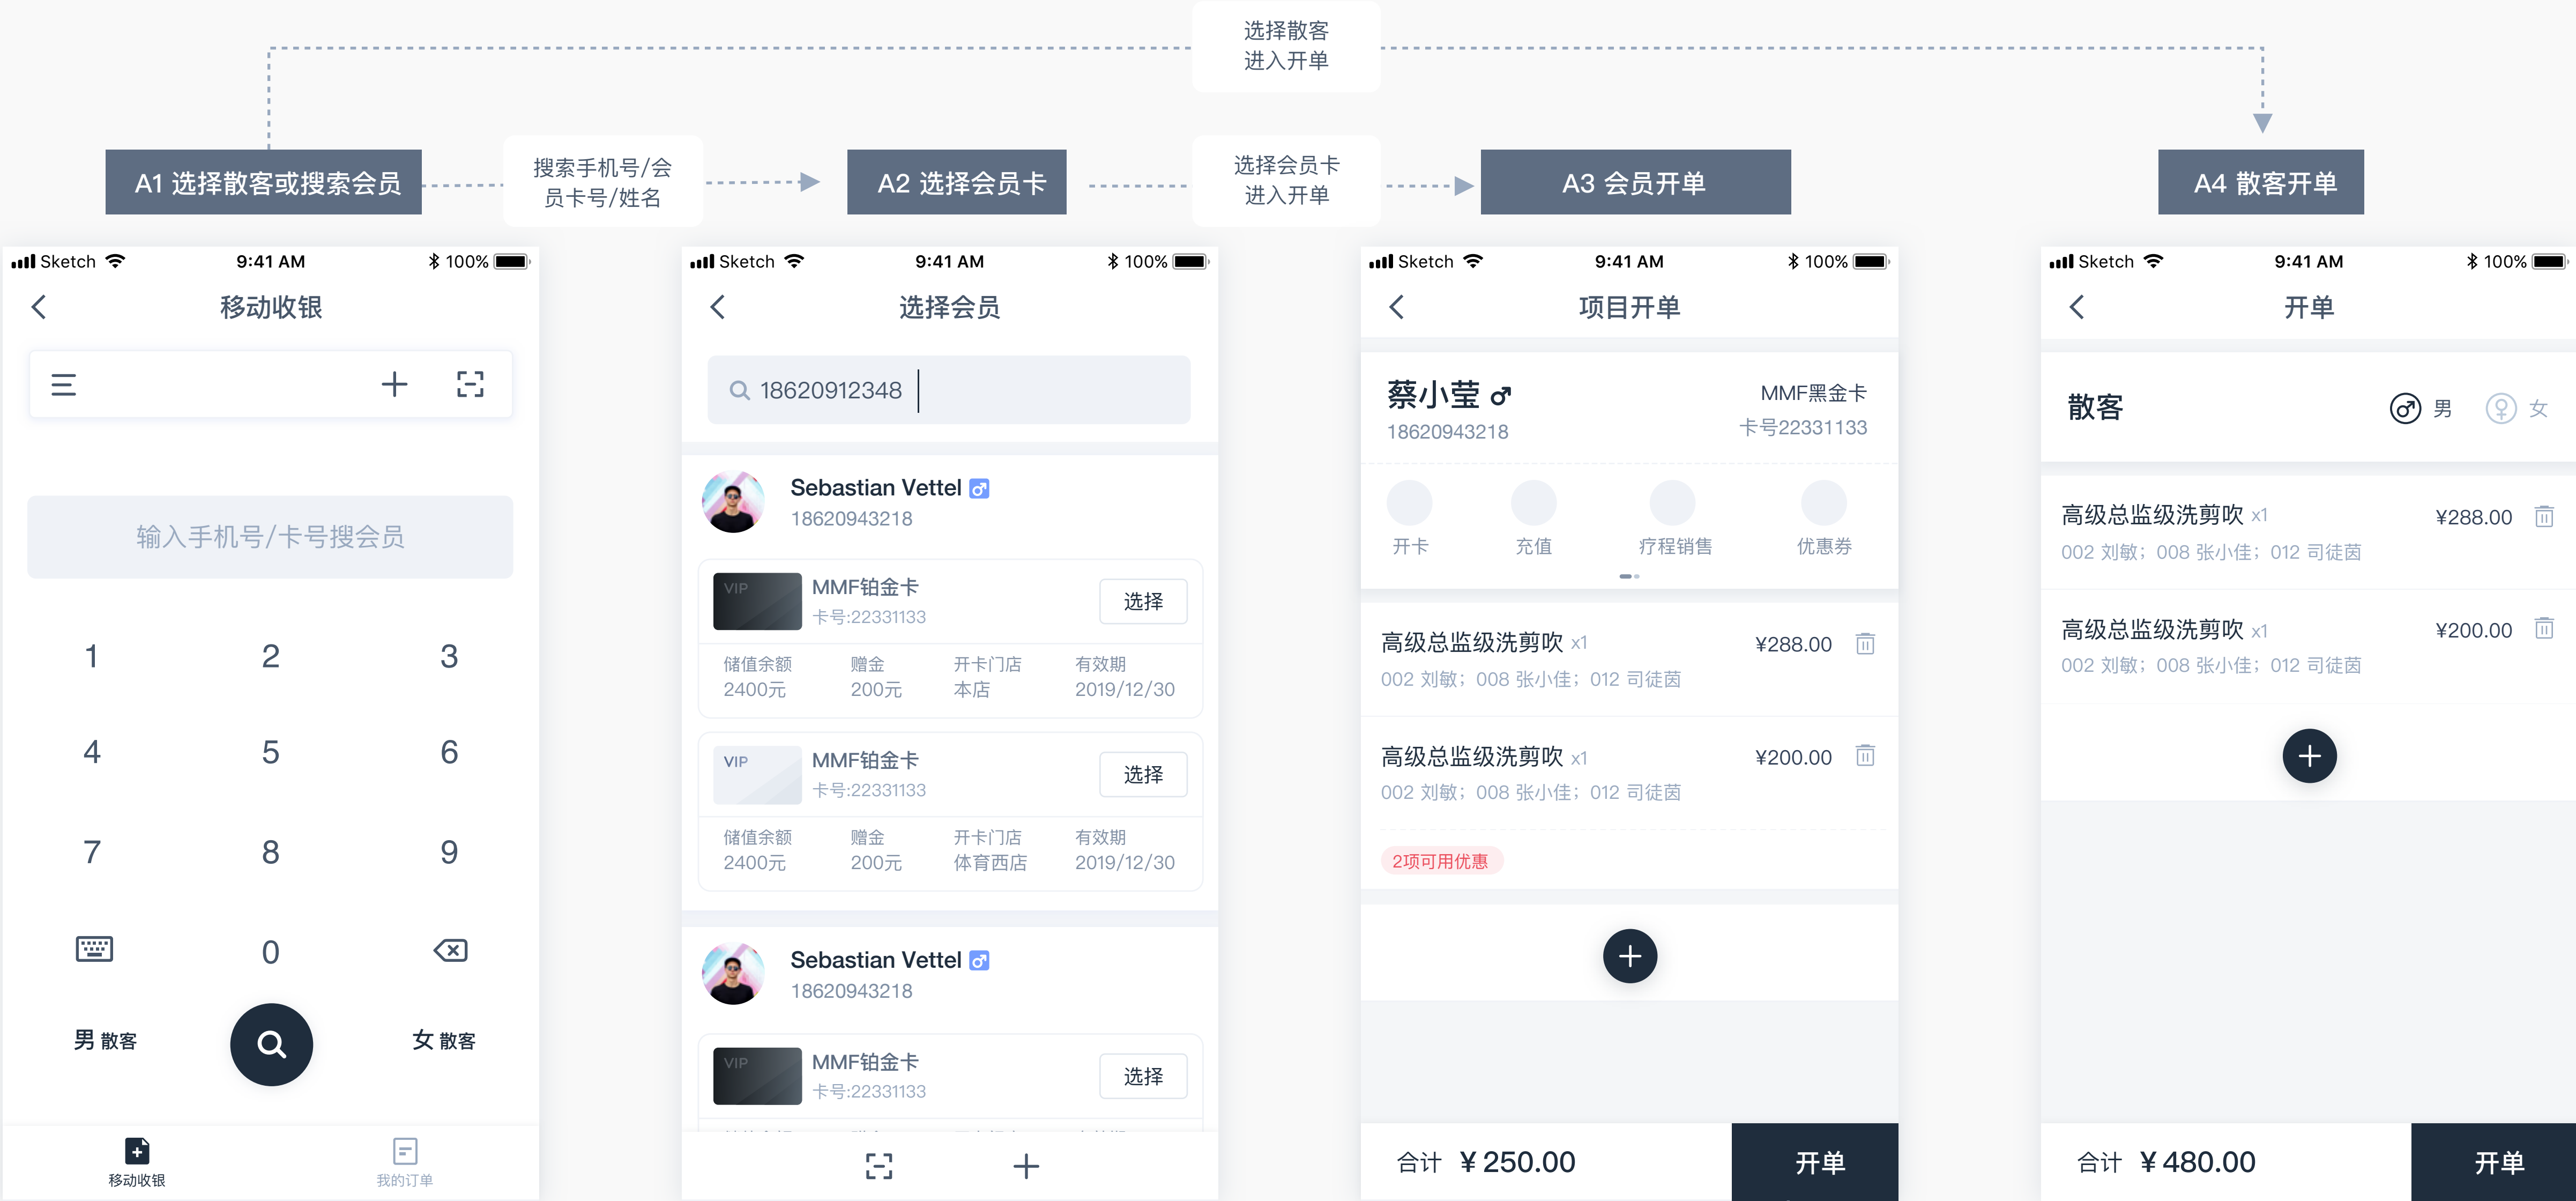 选择散客
进入开单
A1 选择散客或搜索会员
搜索手机号/会
员卡号/姓名
A2 选择会员卡
选择会员卡
进入开单
A3 会员开单
A4 散客开单
Sketch 9:41 AM 100%
移动收银
输入手机号/卡号搜会员
1 2 3
4 5 6
7 8 9
0
男 散客 女 散客
移动收银 我的订单
Sketch 9:41 AM 100%
选择会员
18620912348
Sebastian Vettel
18620943218
VIP MMF铂金卡 选择
卡号:22331133
储值余额 赠金 开卡门店 有效期
2400元 200元 本店 2019/12/30
VIP MMF铂金卡 选择
卡号:22331133
储值余额 赠金 开卡门店 有效期
2400元 200元 体育西店 2019/12/30
Sebastian Vettel
18620943218
VIP MMF铂金卡 选择
卡号:22331133
Sketch 9:41 AM 100%
项目开单
蔡小莹 MMF黑金卡
18620943218 卡号22331133
开卡 充值 疗程销售 优惠券
高级总监级洗剪吹 x1 ¥288.00
002 刘敏；008 张小佳；012 司徒茵
高级总监级洗剪吹 x1 ¥200.00
002 刘敏；008 张小佳；012 司徒茵
2项可用优惠
合计 ¥250.00 开单
Sketch 9:41 AM 100%
开单
散客 男 女
高级总监级洗剪吹 x1 ¥288.00
002 刘敏；008 张小佳；012 司徒茵
高级总监级洗剪吹 x1 ¥200.00
002 刘敏；008 张小佳；012 司徒茵
合计 ¥480.00 开单